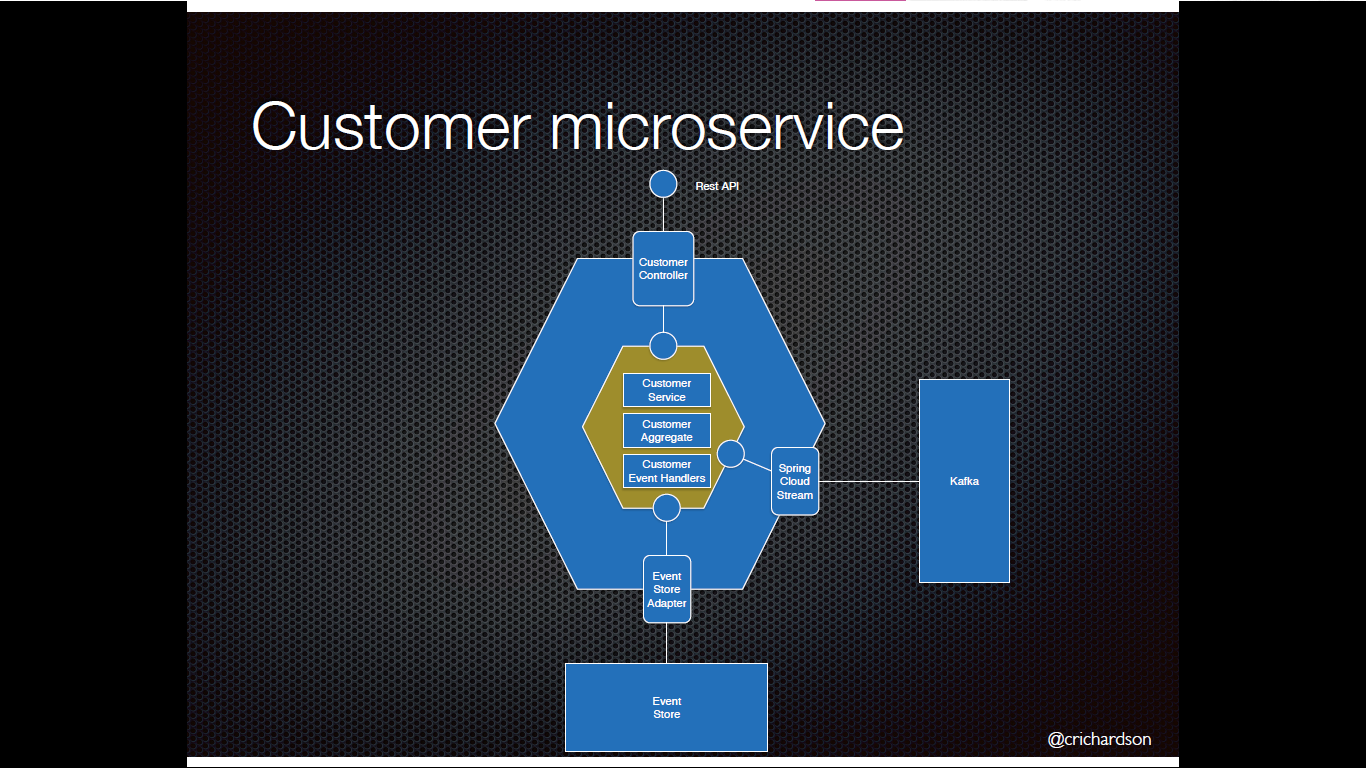 Customer microservice
Rest API
Customer
Controller
Customer
Service
Customer
Aggregate
Customer
Event Handlers
Spring
Cloud
Stream
Kafka
Event
Store
Adapter
Event
Store
@crichardson